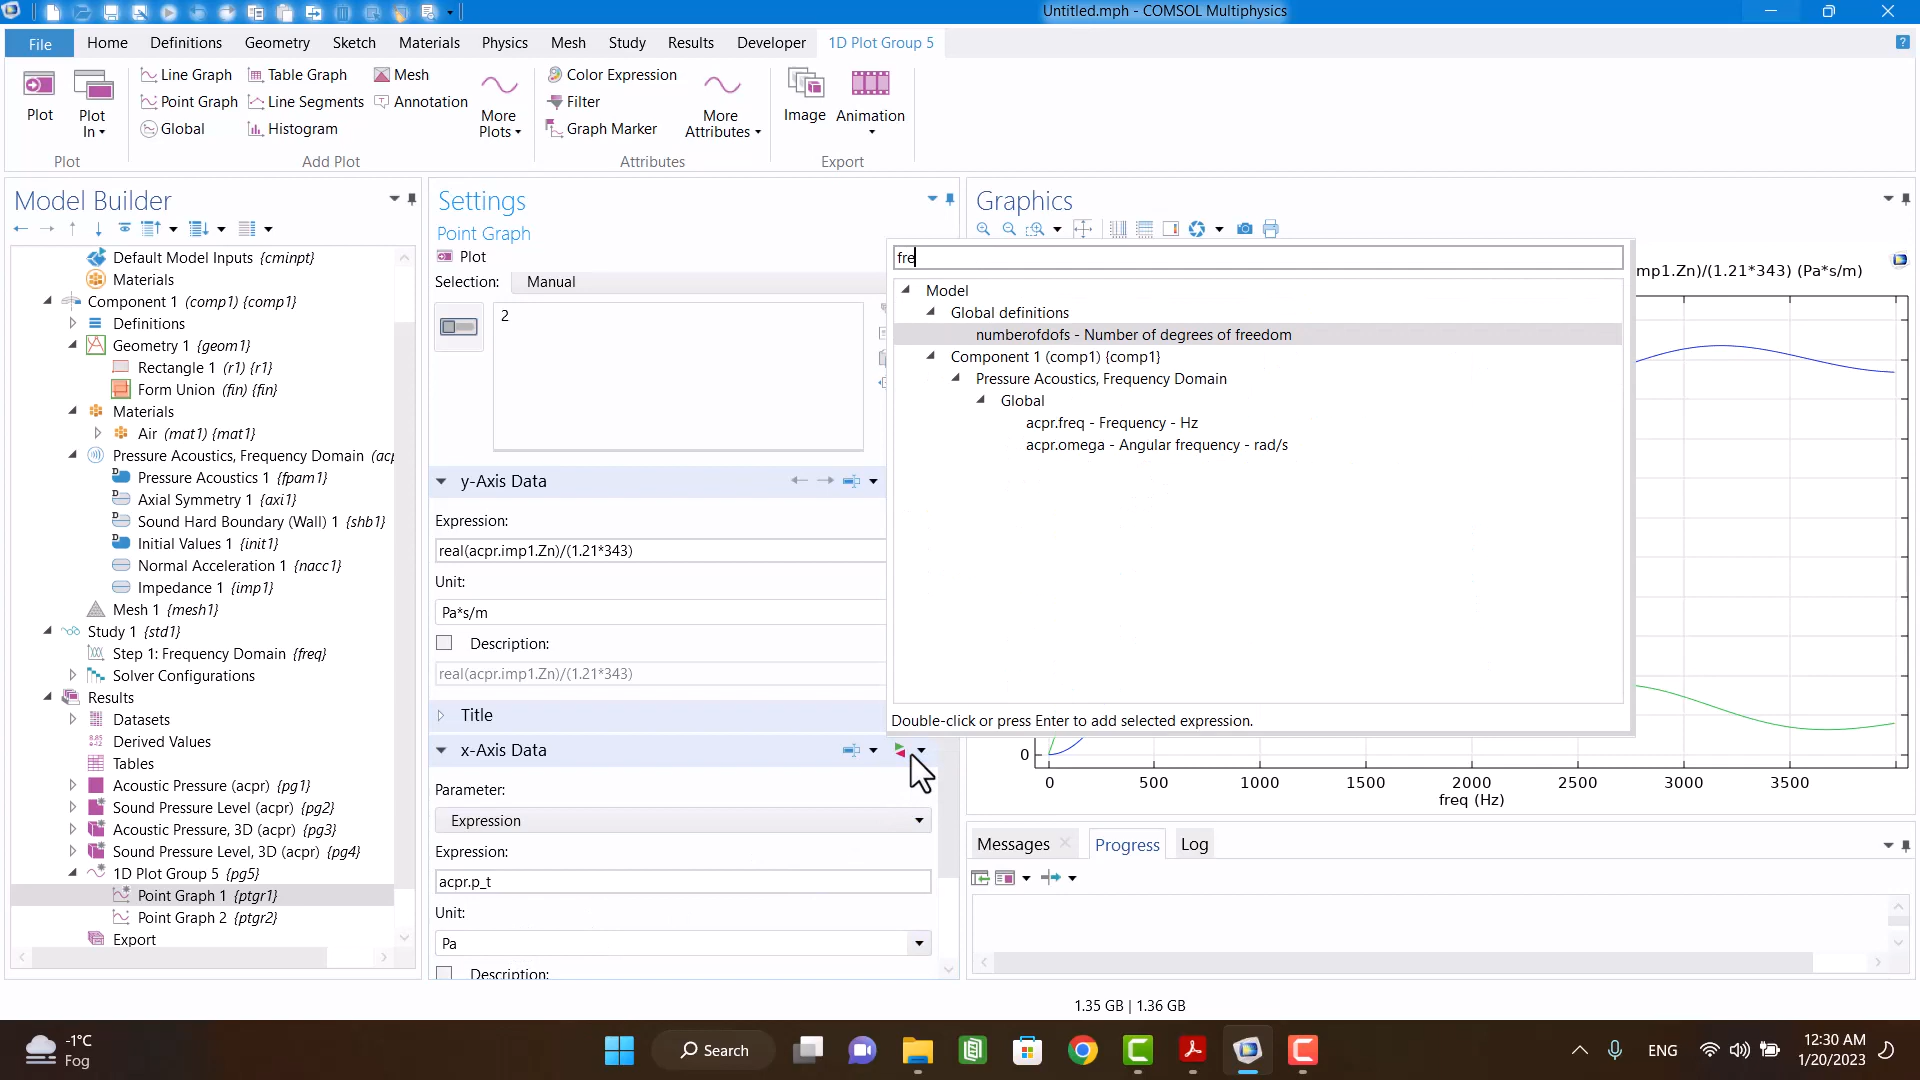 Untitled.mph - COMSOL Multiphysics
File
Home
Definitions
Geometry
Sketch
Materials
Physics
Mesh
Study
Results
Developer
1D Plot Group 5
Plot
Plot In
Line Graph
Point Graph
Global
Table Graph
Line Segments
Histogram
Mesh
Annotation
More Plots
Color Expression
Filter
Graph Marker
More Attributes
Image
Animation
Plot
Add Plot
Attributes
Export
Model Builder
Default Model Inputs {cminpt}
Materials
Component 1 (comp1) {comp1}
Definitions
Geometry 1 {geom1}
Rectangle 1 (r1) {r1}
Form Union (fin) {fin}
Materials
Air (mat1) {mat1}
Pressure Acoustics, Frequency Domain (acp
Pressure Acoustics 1 {fpam1}
Axial Symmetry 1 {axi1}
Sound Hard Boundary (Wall) 1 {shb1}
Initial Values 1 {init1}
Normal Acceleration 1 {nacc1}
Impedance 1 {imp1}
Mesh 1 {mesh1}
Study 1 {std1}
Step 1: Frequency Domain {freq}
Solver Configurations
Results
Datasets
Derived Values
Tables
Acoustic Pressure (acpr) {pg1}
Sound Pressure Level (acpr) {pg2}
Acoustic Pressure, 3D (acpr) {pg3}
Sound Pressure Level, 3D (acpr) {pg4}
1D Plot Group 5 {pg5}
Point Graph 1 {ptgr1}
Point Graph 2 {ptgr2}
Export
Settings
Point Graph
Plot
Selection: Manual
2
y-Axis Data
Expression:
real(acpr.imp1.Zn)/(1.21*343)
Unit:
Pa*s/m
Description:
real(acpr.imp1.Zn)/(1.21*343)
Title
x-Axis Data
Parameter:
Expression
Expression:
acpr.p_t
Unit:
Pa
Description:
Graphics
fre
Model
Global definitions
numberofdofs - Number of degrees of freedom
Component 1 (comp1) {comp1}
Pressure Acoustics, Frequency Domain
Global
acpr.freq - Frequency - Hz
acpr.omega - Angular frequency - rad/s
Double-click or press Enter to add selected expression.
mp1.Zn)/(1.21*343) (Pa*s/m)
0
0 500 1000 1500 2000 2500 3000 3500
freq (Hz)
Messages
Progress
Log
1.35 GB | 1.36 GB
-1°C
Fog
Search
ENG
12:30 AM
1/20/2023